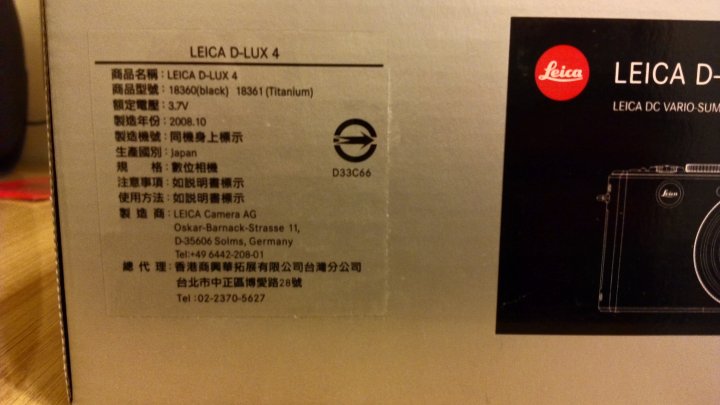 LEICA D-LUX 4
商品名稱：LEICA D-LUX 4
商品型號：18360(black) 18361(Titanium)
額定電壓：3.7V
製造年份：2008.10
製造機號：同機身上標示
生產國別：Japan
規　　格：數位相機
注意事項：如説明書標示
使用方法：如説明書標示
製 造 商：LEICA Camera AG
Oskar-Barnack-Strasse 11,
D-35606 Solms, Germany
Tel:+49 6442-208-01
總 代 理：香港商興華拓展有限公司台灣分公司
台北市中正區博愛路28號
Tel :02-2370-5627
D33C66
Leica
LEICA D-
LEICA DC VARIO-SUM
Leica